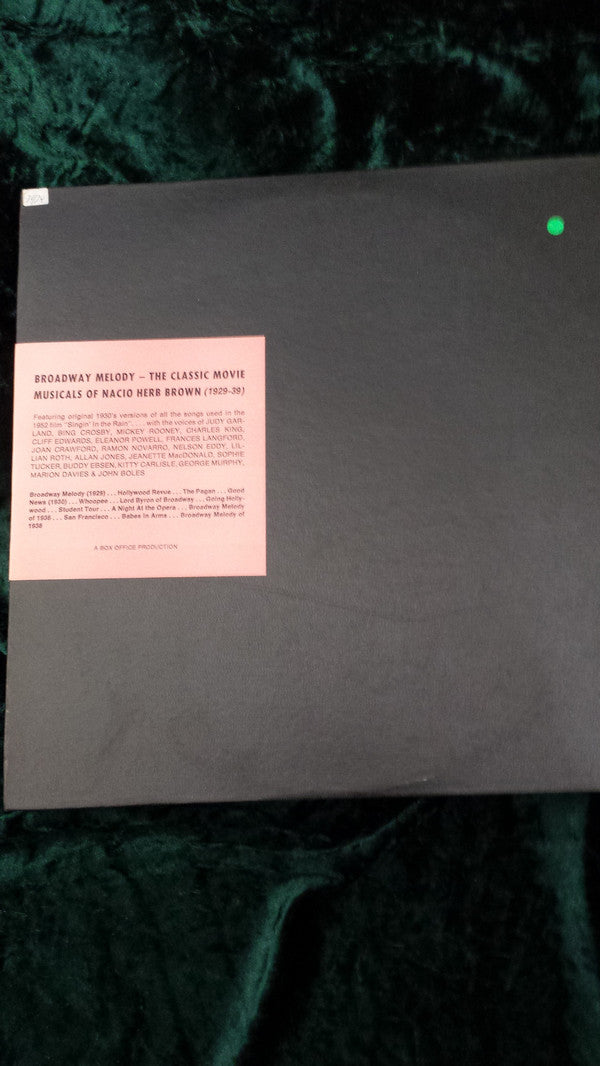 BROADWAY MELODY – THE CLASSIC MOVIE
MUSICALS OF NACIO HERB BROWN (1929-39)
Featuring original 1930's versions of all the songs used in the
1952 film "Singin' in the Rain" . . . with the voices of JUDY GAR-
LAND, BING CROSBY, MICKEY ROONEY, CHARLES KING,
CLIFF EDWARDS, ELEANOR POWELL, FRANCES LANGFORD,
JOAN CRAWFORD, RAMON NOVARRO, NELSON EDDY, LIL-
LIAN ROTH, ALLAN JONES, JEANETTE MacDONALD, SOPHIE
TUCKER, BUDDY EBSEN, KITTY CARLISLE, GEORGE MURPHY,
MARION DAVIES & JOHN BOLES
Broadway Melody (1929) . . . Hollywood Revue . . . The Pagan . . . Good
News (1930) . . . Whoopee . . . Lord Byron of Broadway . . . Going Holly-
wood . . . Student Tour . . . A Night At the Opera . . . Broadway Melody
of 1936 . . . San Francisco . . . Babes in Arms . . . Broadway Melody of
1938
A BOX OFFICE PRODUCTION